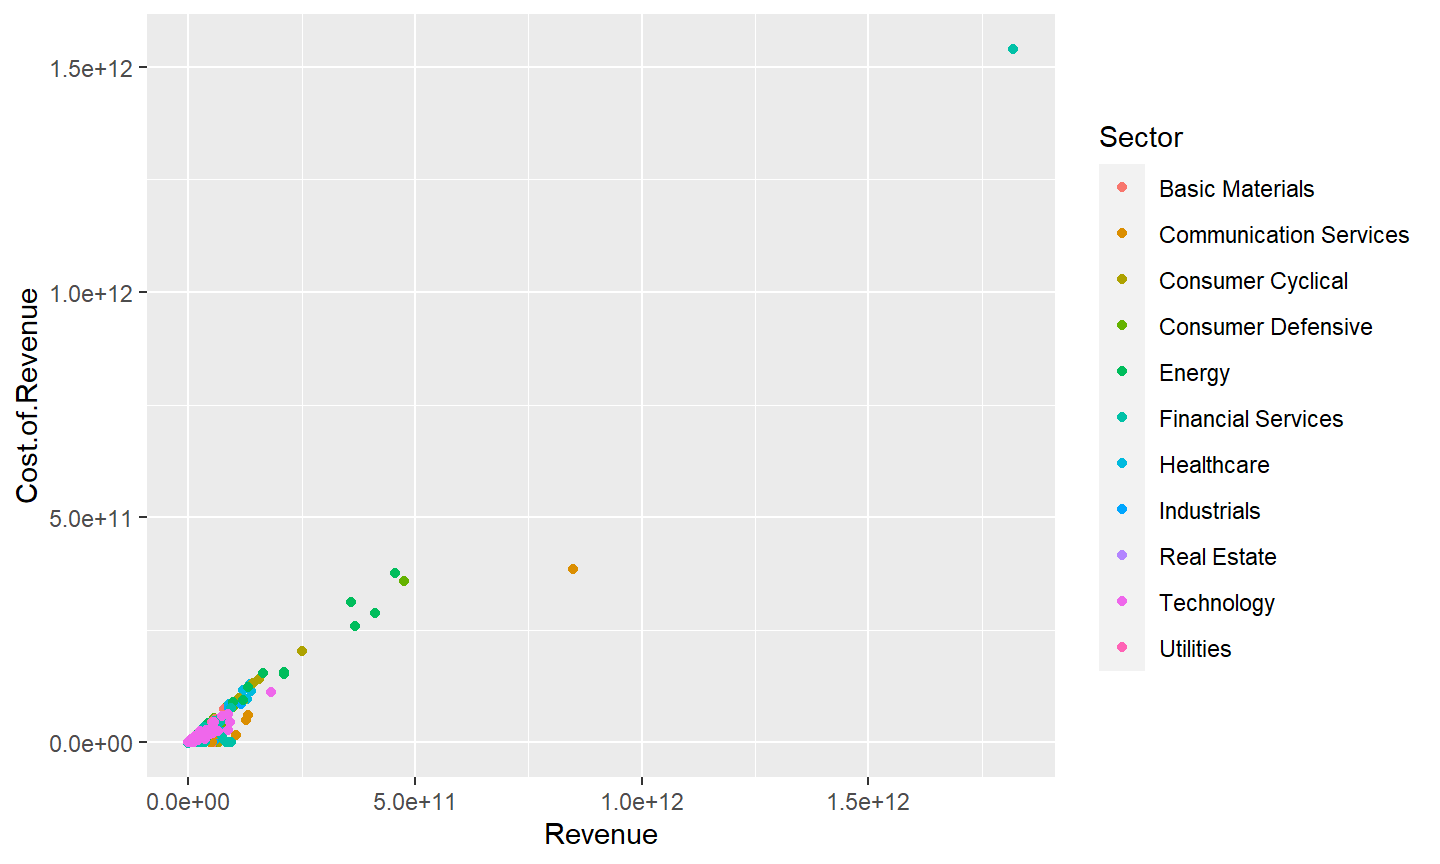 1.5e+12
1.0e+12
5.0e+11
0.0e+00
Cost.of.Revenue
0.0e+00 5.0e+11 1.0e+12 1.5e+12
Revenue
Sector
Basic Materials
Communication Services
Consumer Cyclical
Consumer Defensive
Energy
Financial Services
Healthcare
Industrials
Real Estate
Technology
Utilities